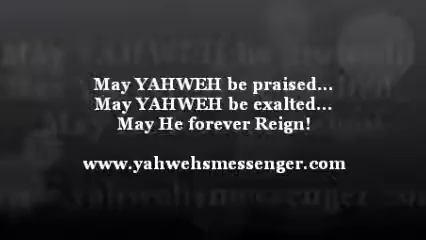 May YAHWEH be praised...
May YAHWEH be exalted...
May He forever Reign!
www.yahwehsmessenger.com